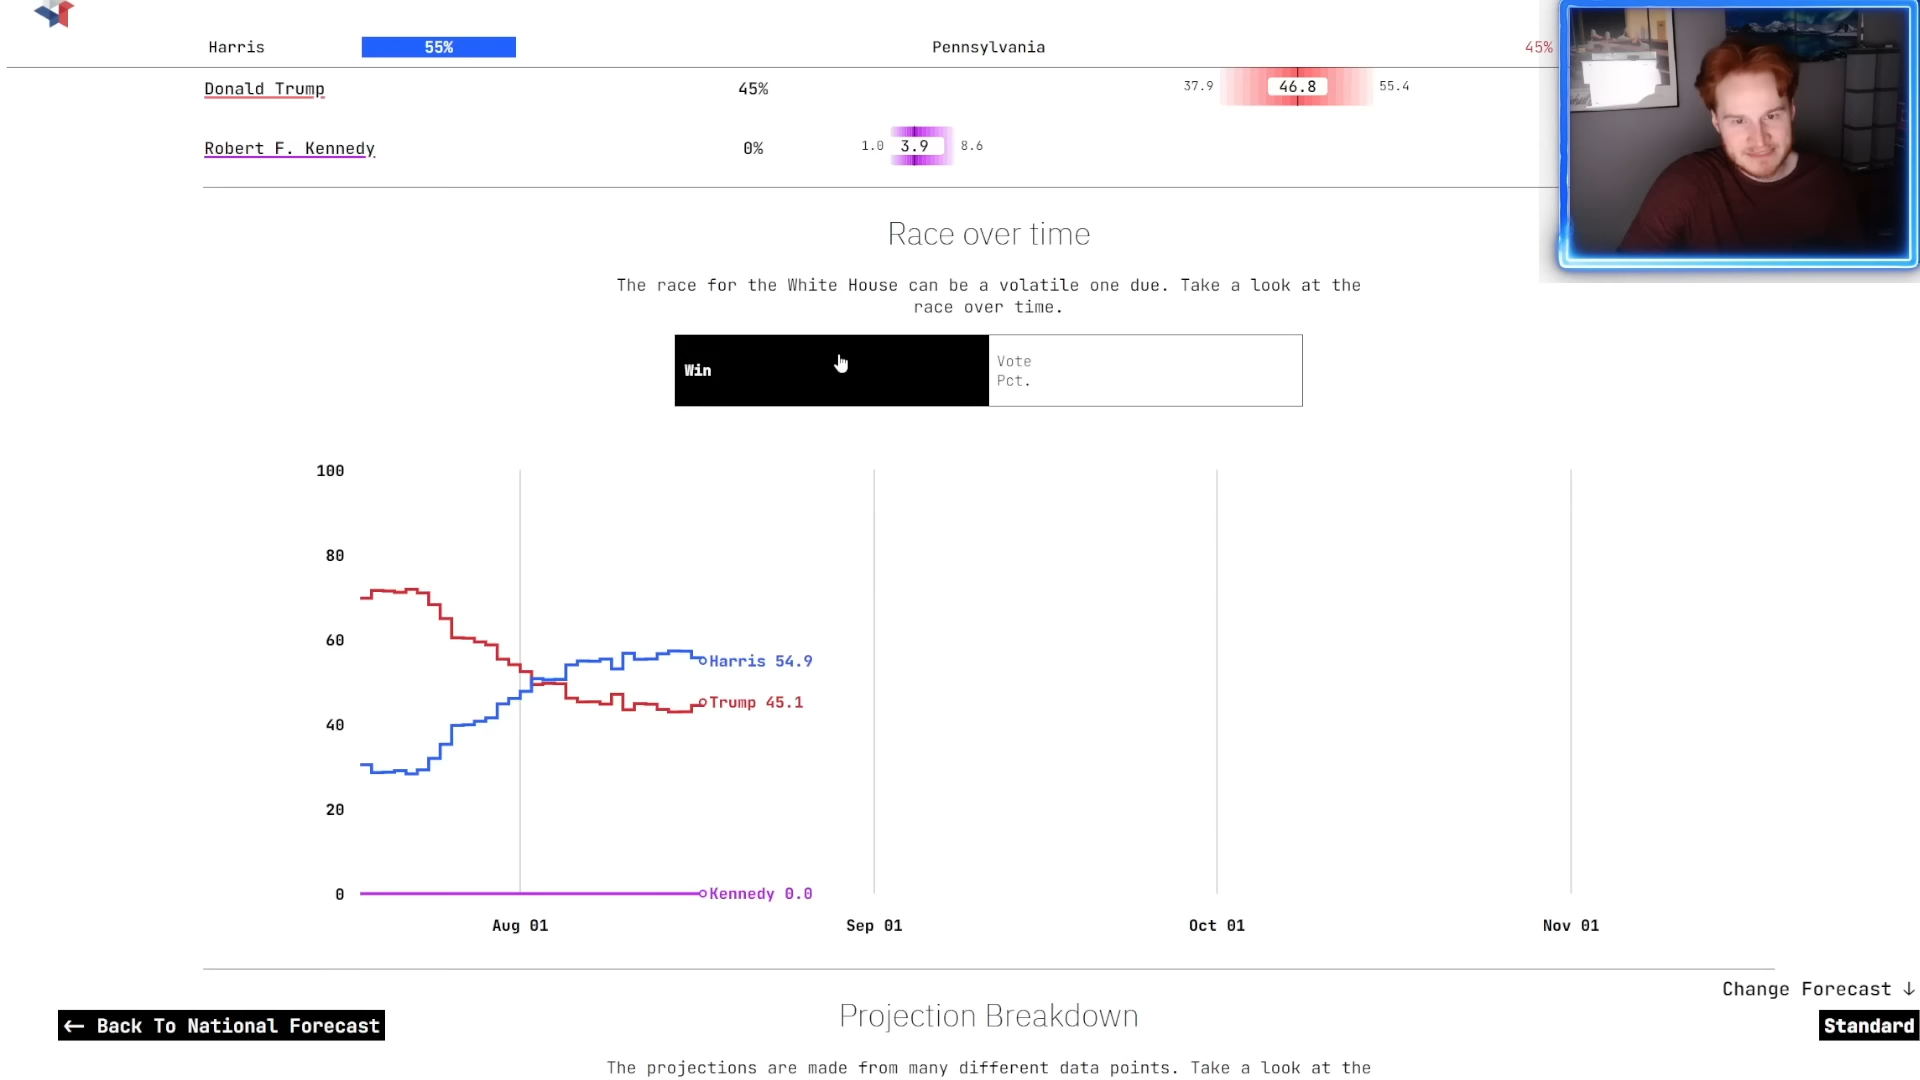 Harris 55% Pennsylvania 45%
Donald Trump 45% 37.9 46.8 55.4
Robert F. Kennedy 0% 1.0 3.9 8.6
Race over time
The race for the White House can be a volatile one due. Take a look at the
race over time.
Win
Vote
Pct.
100
80
60
40
20
0
Harris 54.9
Trump 45.1
Kennedy 0.0
Aug 01 Sep 01 Oct 01 Nov 01
Change Forecast ↓
Standard
← Back To National Forecast
Projection Breakdown
The projections are made from many different data points. Take a look at the